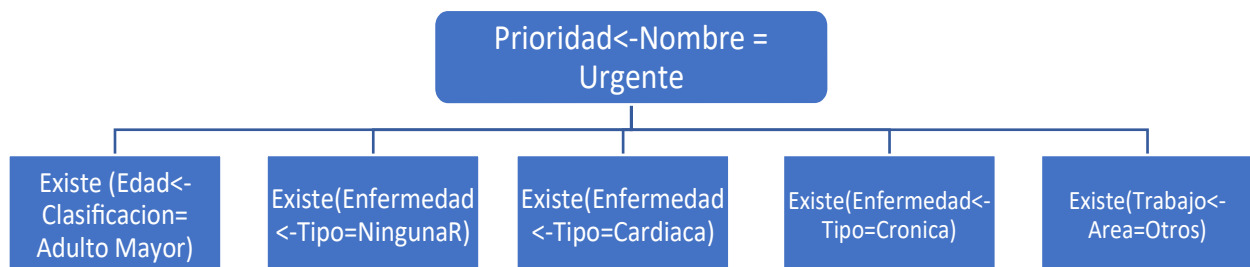 Prioridad<-Nombre =
Urgente
Existe (Edad<-
Clasificacion=
Adulto Mayor)
Existe(Enfermedad
<-Tipo=NingunaR)
Existe(Enfermedad
<-Tipo=Cardiaca)
Existe(Enfermedad<-
Tipo=Cronica)
Existe(Trabajo<-
Area=Otros)